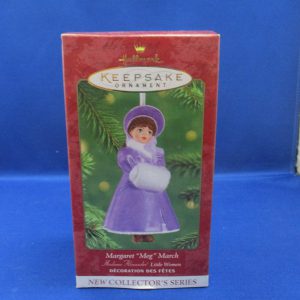 Hallmark
KEEPSAKE
ORNAMENT
Margaret "Meg" March
Madame Alexander® Little Women
DÉCORATION DES FÊTES
NEW COLLECTOR'S SERIES